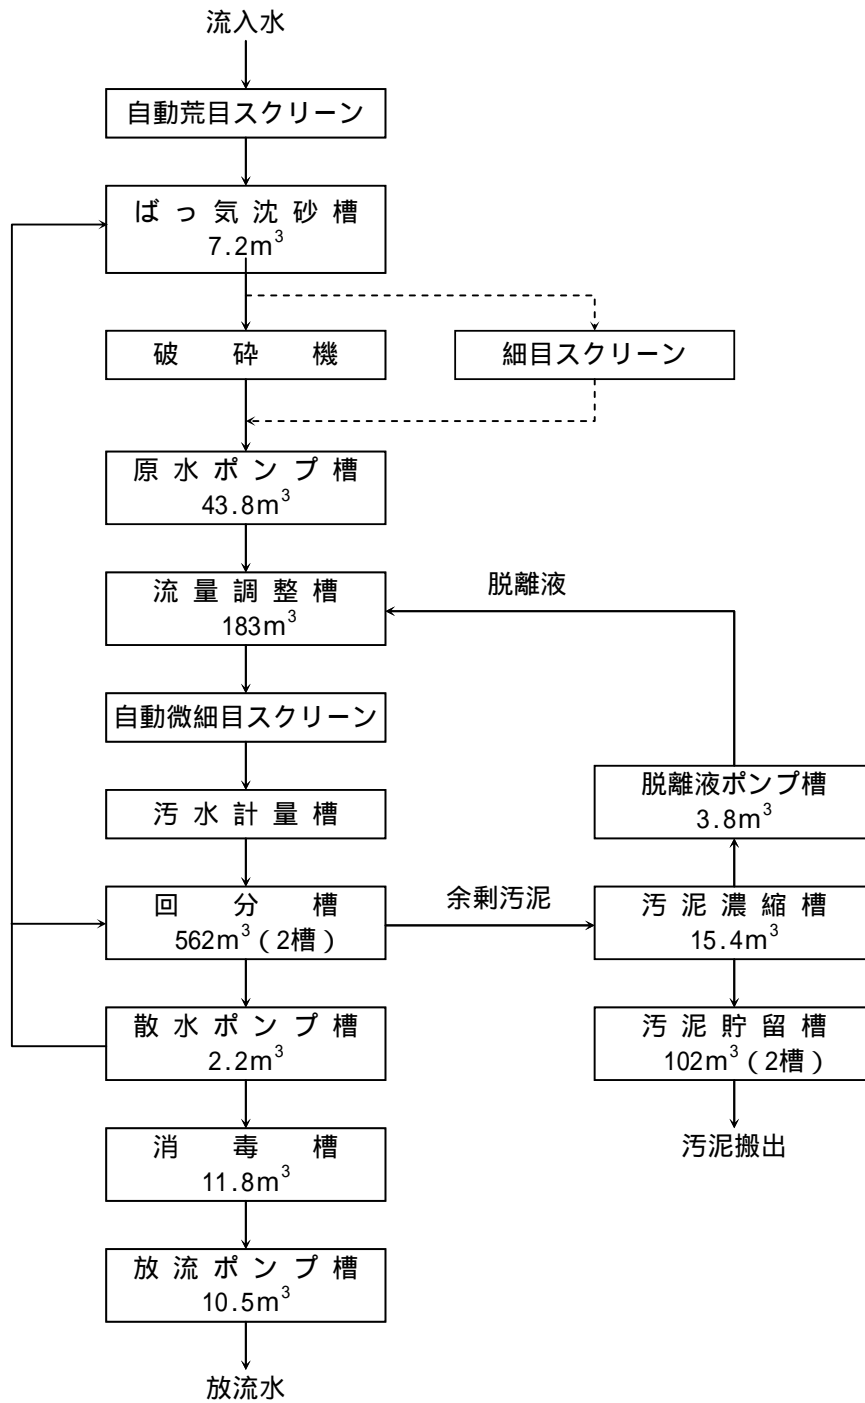 流入水
自動荒目スクリーン
ばっ気沈砂槽
7.2m³
破砕機
細目スクリーン
原水ポンプ槽
43.8m³
流量調整槽
183m³
脱離液
自動微細目スクリーン
汚水計量槽
脱離液ポンプ槽
3.8m³
回分槽
562m³(2槽)
余剰汚泥
汚泥濃縮槽
15.4m³
散水ポンプ槽
2.2m³
汚泥貯留槽
102m³(2槽)
消毒槽
11.8m³
汚泥搬出
放流ポンプ槽
10.5m³
放流水